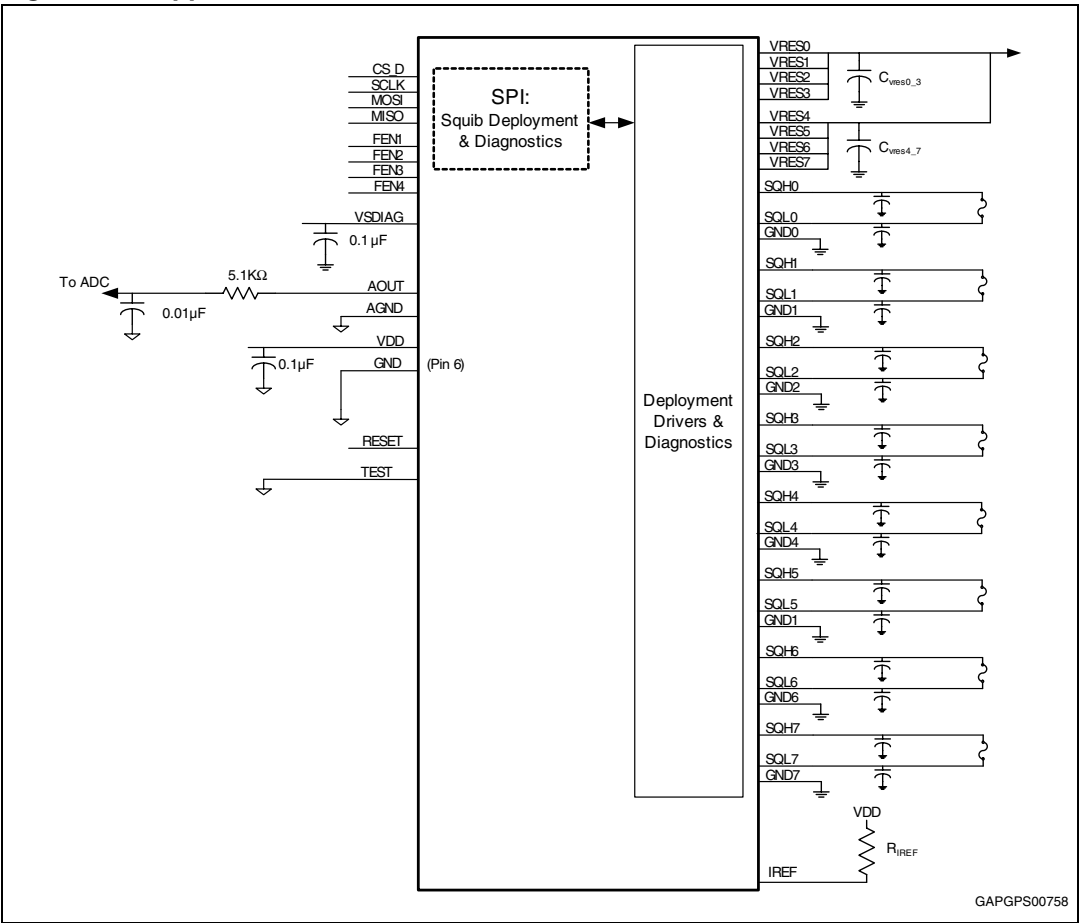 CS_D
SCLK
MOSI
MISO
FEN1
FEN2
FEN3
FEN4
VSDIAG
0.1µF
To ADC
5.1KΩ
AOUT
0.01µF
AGND
VDD
0.1µF
GND
(Pin 6)
RESET
TEST
SPI:
Squib Deployment
& Diagnostics
Deployment
Drivers &
Diagnostics
VRES0
VRES1
VRES2
VRES3
Cvres0_3
VRES4
VRES5
VRES6
VRES7
Cvres4_7
SQH0
SQL0
GND0
SQH1
SQL1
GND1
SQH2
SQL2
GND2
SQH3
SQL3
GND3
SQH4
SQL4
GND4
SQH5
SQL5
GND1
SQH6
SQL6
GND6
SQH7
SQL7
GND7
VDD
RIREF
IREF
GAPGPS00758